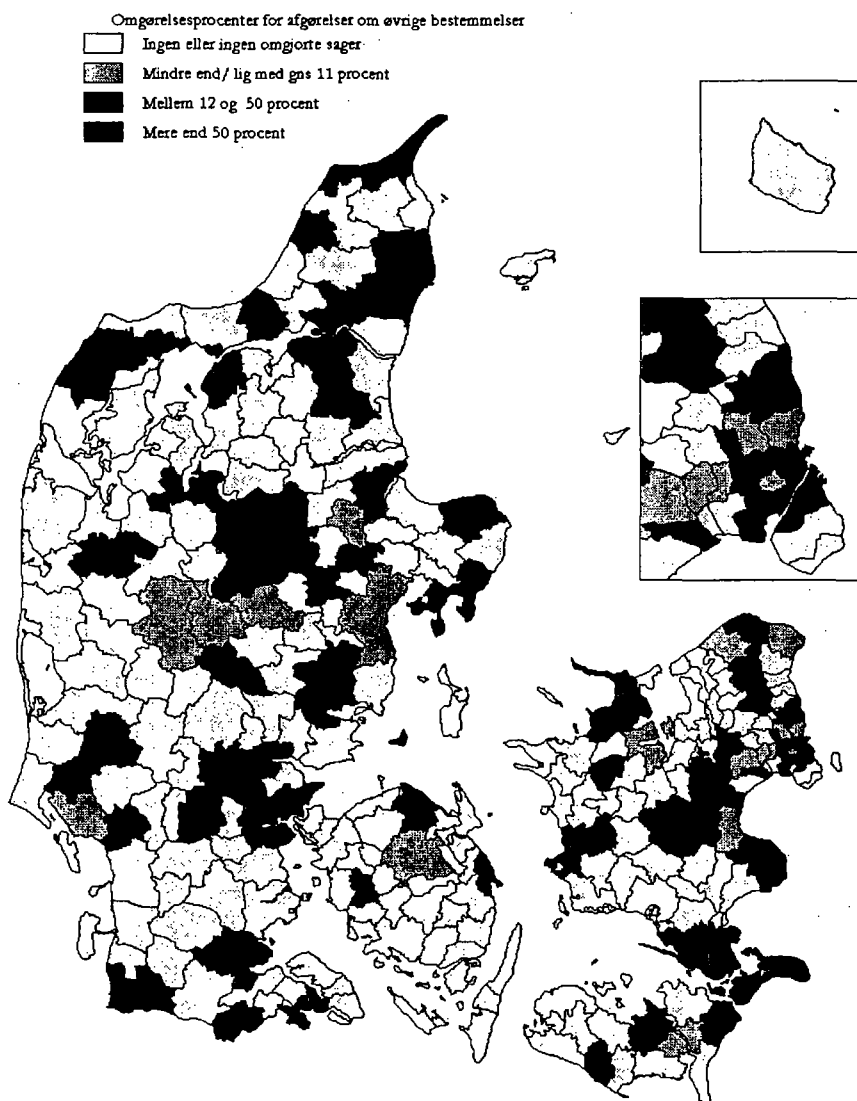 Omgørelsesprocenter for afgørelser om øvrige bestemmelser
Ingen eller ingen omgjorte sager
Mindre end/ lig med gns 11 procent
Mellem 12 og 50 procent
Mere end 50 procent